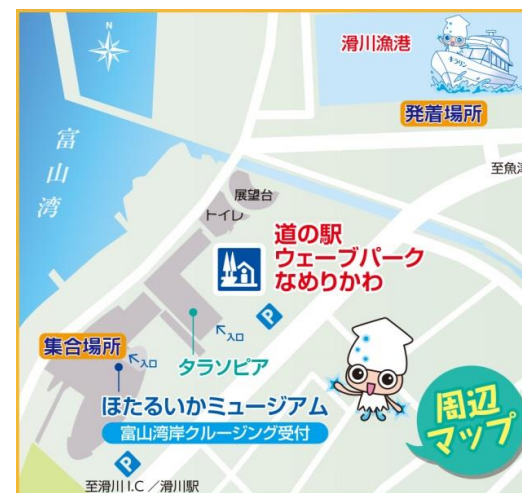 N
滑川漁港
キラリン
発着場所
富山湾
至魚津
展望台
トイレ
道の駅
ウェーブパーク
なめりかわ
P
入口
集合場所
入口
タラソピア
ほたるいかミュージアム
富山湾岸クルージング受付
周辺
マップ
P
至滑川I.C／滑川駅